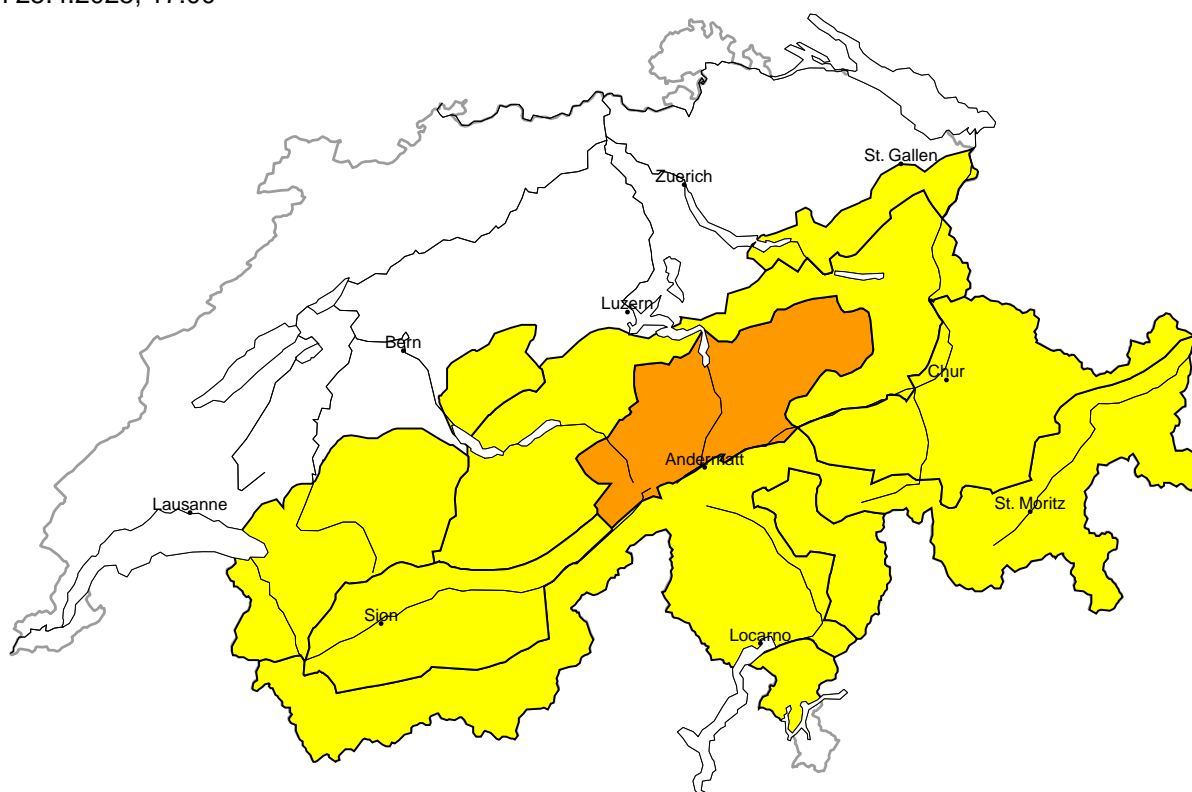 St. Gallen
Zuerich
Luzern
Bern
Chur
Andermatt
Lausanne
St. Moritz
Sion
Locarno